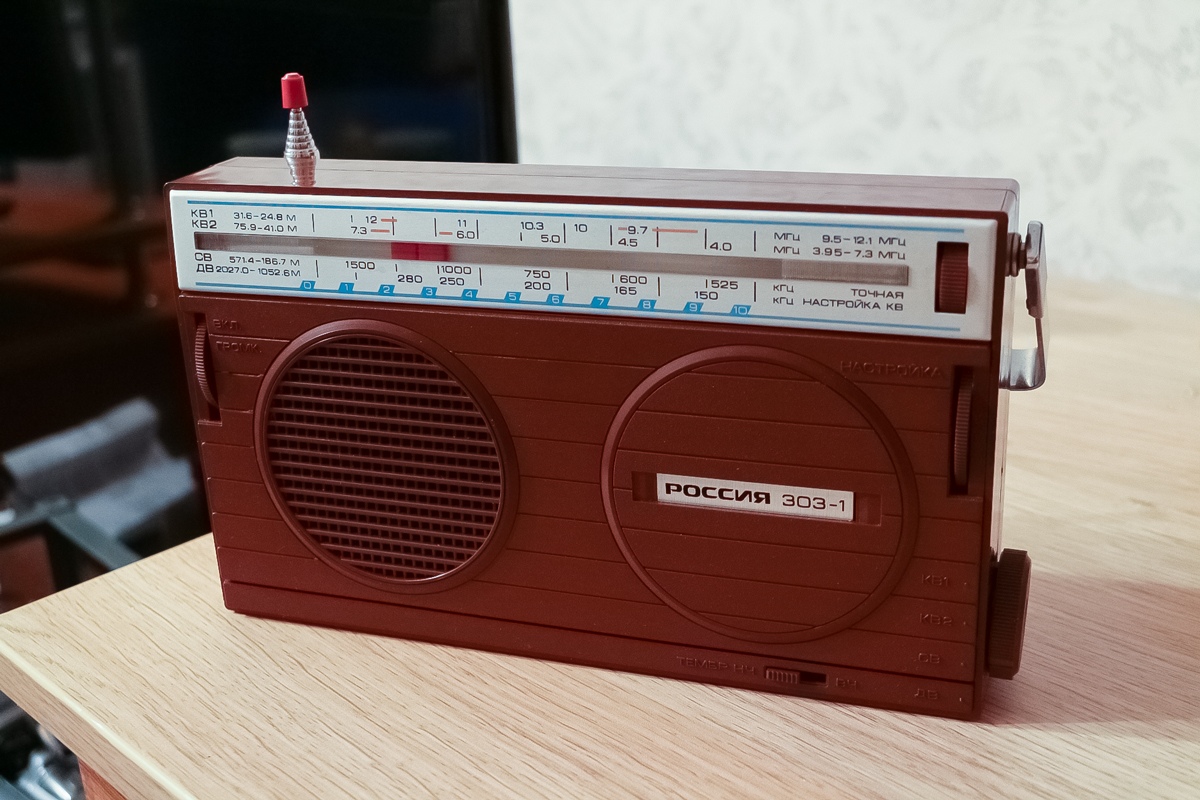 КВ1 31.6-24.8 М 12 11 10.3 10 9.7 МГц 9.5-12.1 МГц
КВ2 75.9-41.0 М 7.3 6.0 5.0 4.5 4.0 МГц 3.95-7.3 МГц
СВ 571.4-186.7 М 1500 1000 750 600 525 кГц ТОЧНАЯ
ДВ 2027.0-1052.6 М 280 250 200 165 150 кГц НАСТРОЙКА КВ
0 1 2 3 4 5 6 7 8 9 10
ВКЛ
ГРОМК.
НАСТРОЙКА
РОССИЯ 303-1
КВ1
КВ2
СВ
ДВ
ТЕМБР НЧ ВЧ